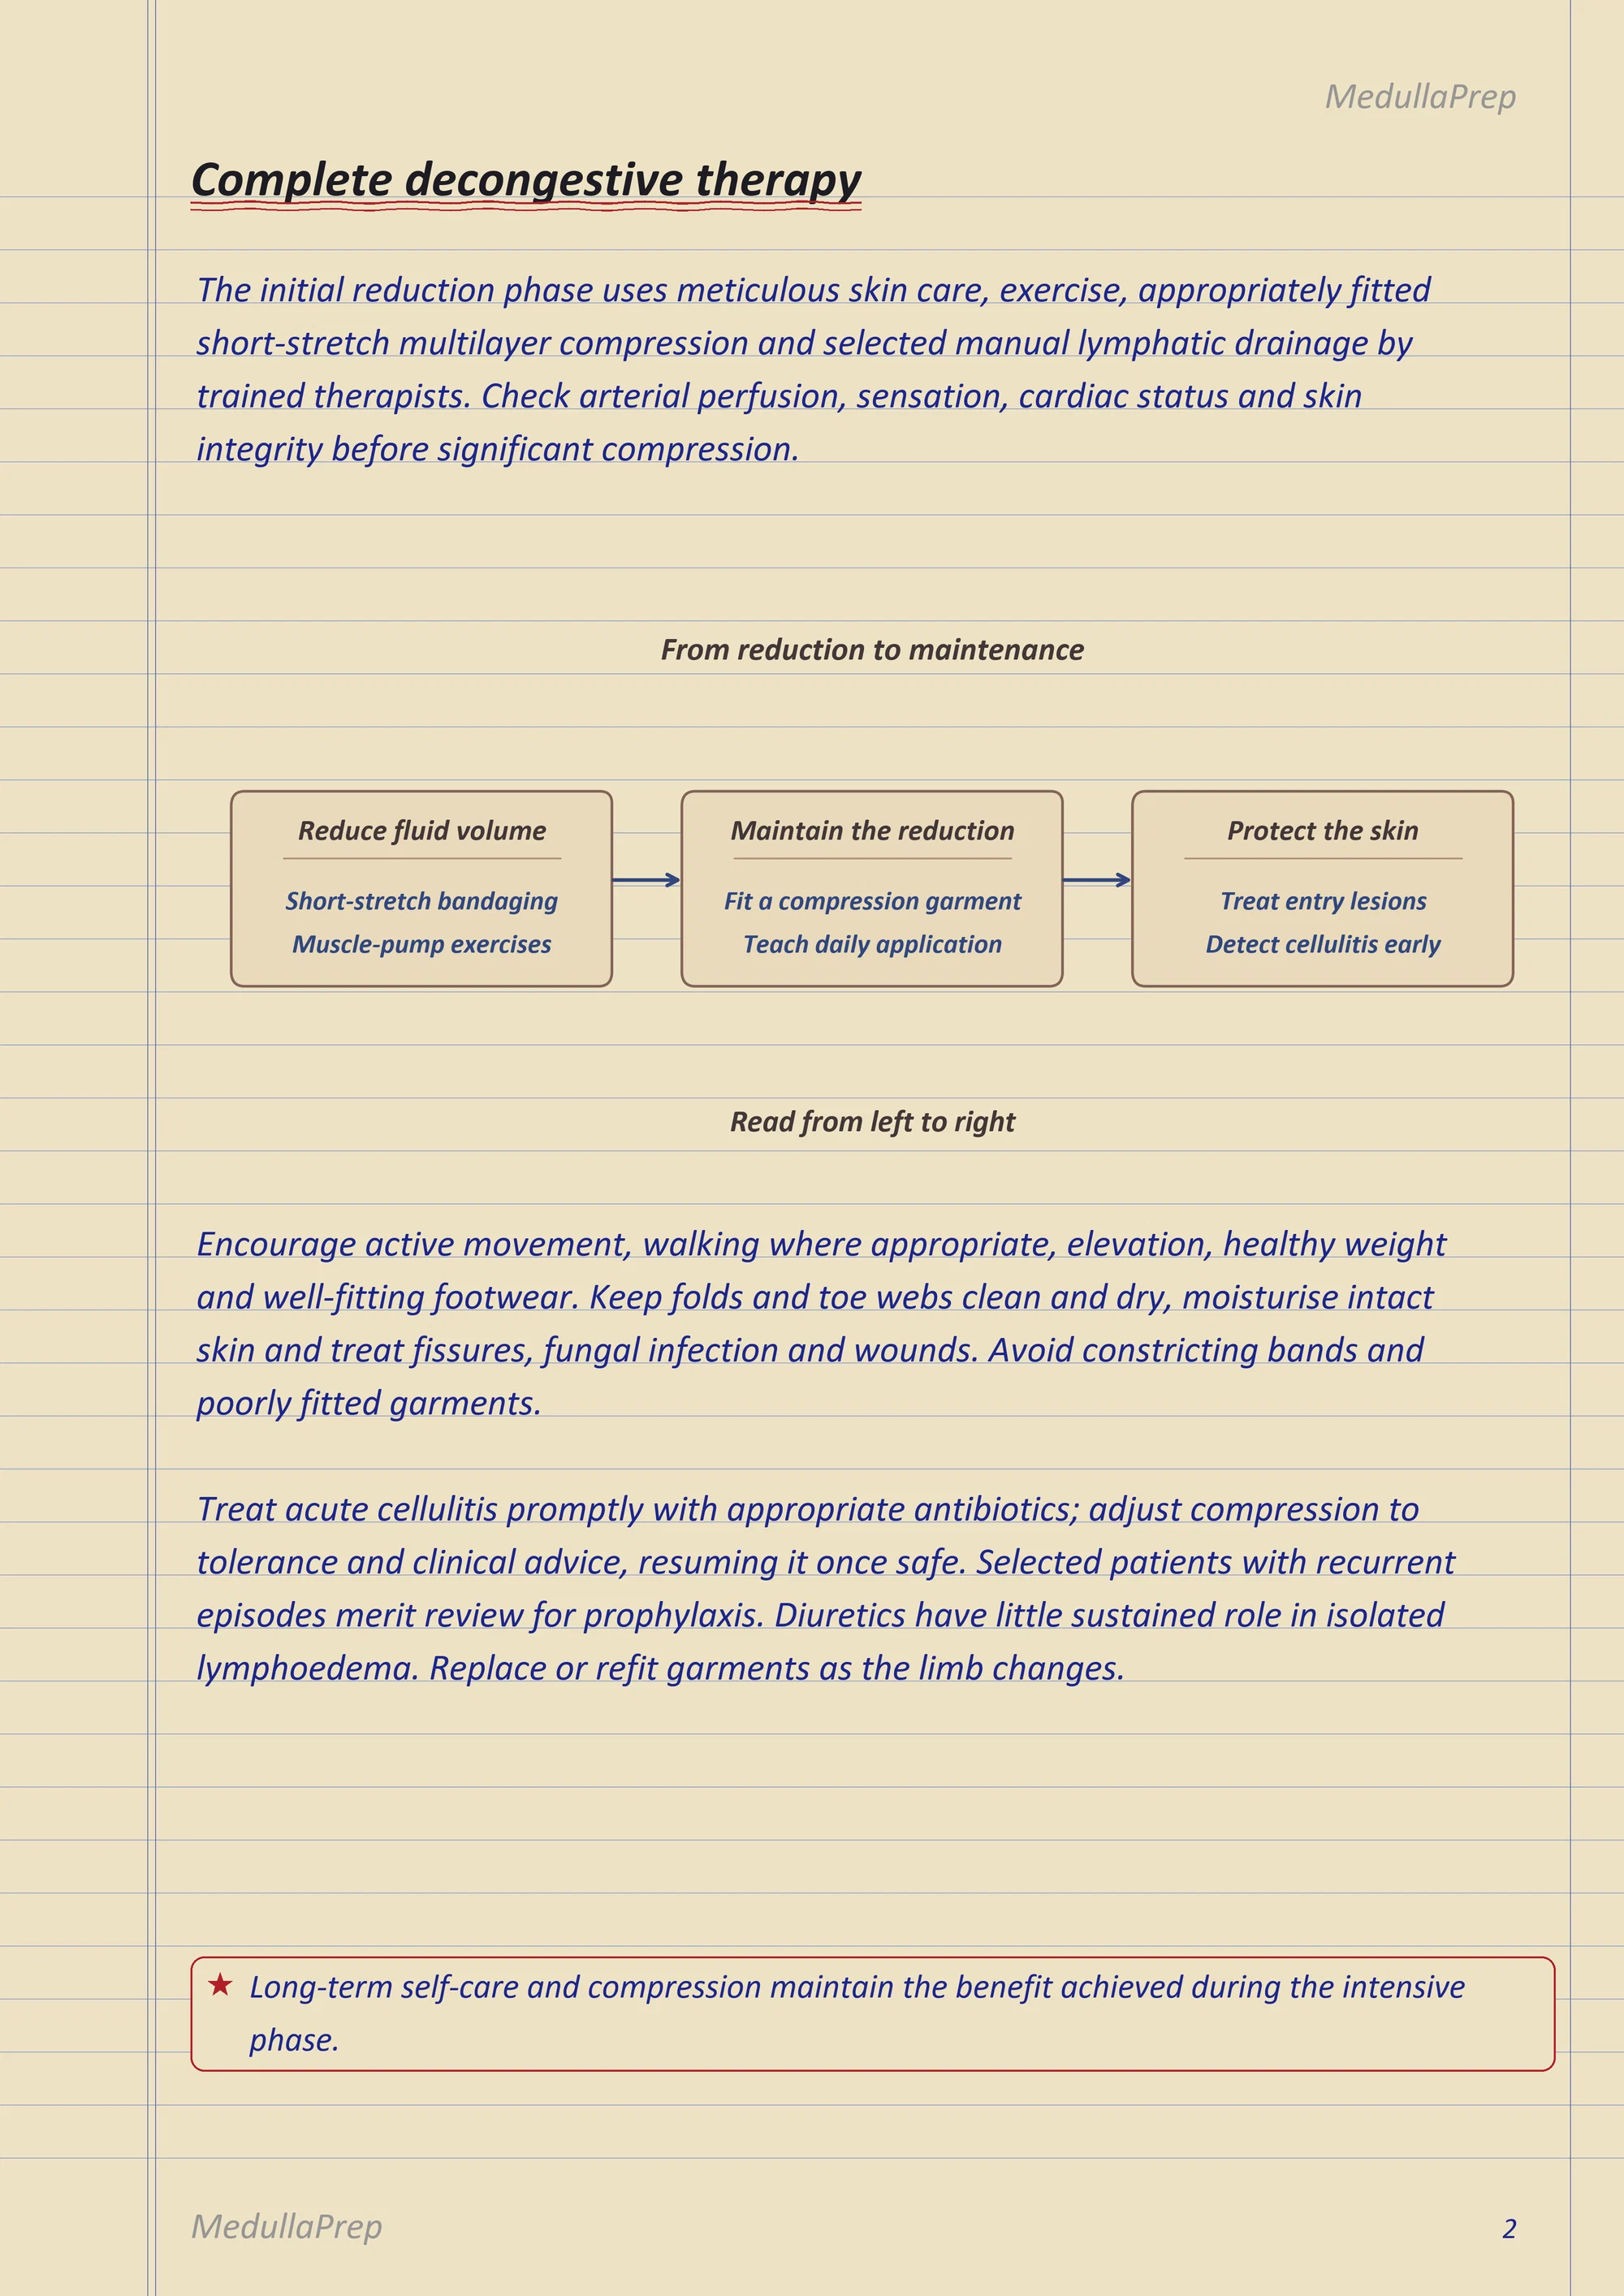 MedullaPrep
Complete decongestive therapy
The initial reduction phase uses meticulous skin care, exercise, appropriately fitted
short-stretch multilayer compression and selected manual lymphatic drainage by
trained therapists. Check arterial perfusion, sensation, cardiac status and skin
integrity before significant compression.
From reduction to maintenance
Reduce fluid volume
Short-stretch bandaging
Muscle-pump exercises
Maintain the reduction
Fit a compression garment
Teach daily application
Protect the skin
Treat entry lesions
Detect cellulitis early
Read from left to right
Encourage active movement, walking where appropriate, elevation, healthy weight
and well-fitting footwear. Keep folds and toe webs clean and dry, moisturise intact
skin and treat fissures, fungal infection and wounds. Avoid constricting bands and
poorly fitted garments.
Treat acute cellulitis promptly with appropriate antibiotics; adjust compression to
tolerance and clinical advice, resuming it once safe. Selected patients with recurrent
episodes merit review for prophylaxis. Diuretics have little sustained role in isolated
lymphoedema. Replace or refit garments as the limb changes.
★ Long-term self-care and compression maintain the benefit achieved during the intensive
phase.
MedullaPrep
2